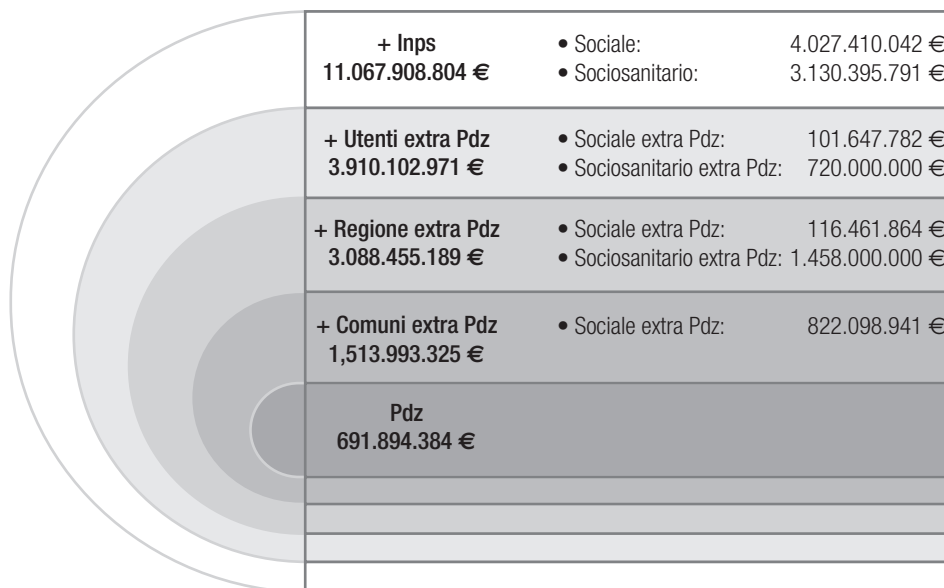 + Inps
11.067.908.804 €
• Sociale: 4.027.410.042 €
• Sociosanitario: 3.130.395.791 €
+ Utenti extra Pdz
3.910.102.971 €
• Sociale extra Pdz: 101.647.782 €
• Sociosanitario extra Pdz: 720.000.000 €
+ Regione extra Pdz
3.088.455.189 €
• Sociale extra Pdz: 116.461.864 €
• Sociosanitario extra Pdz: 1.458.000.000 €
+ Comuni extra Pdz
1,513.993.325 €
• Sociale extra Pdz: 822.098.941 €
Pdz
691.894.384 €